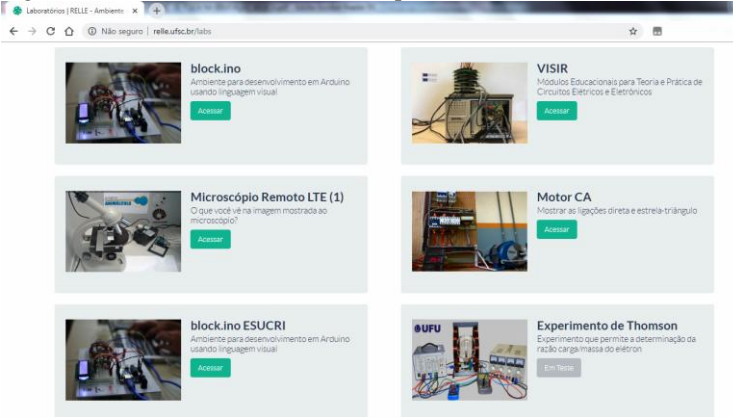 Laboratórios | RELLE - Ambiente
Não seguro | relle.ufsc.br/labs
block.ino
Ambiente para desenvolvimento em Arduino
usando linguagem visual
Acessar
VISIR
Módulos Educacionais para Teoria e Prática de
Circuitos Elétricos e Eletrônicos
Acessar
Microscópio Remoto LTE (1)
O que você vê na imagem mostrada ao
microscópio?
Acessar
Motor CA
Mostrar as ligações direta e estrela-triângulo
Acessar
block.ino ESUCRI
Ambiente para desenvolvimento em Arduino
usando linguagem visual
Acessar
UFU
Experimento de Thomson
Experimento que permite a determinação da
razão carga/massa do elétron
Em Teste